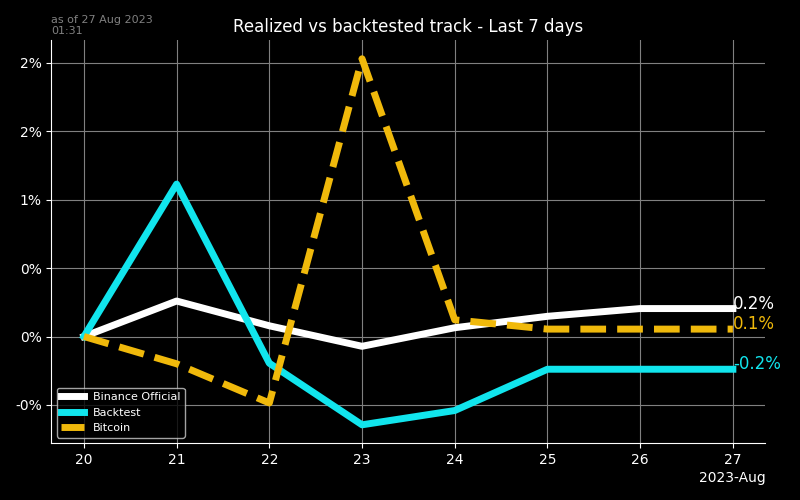 as of 27 Aug 2023
01:31
Realized vs backtested track - Last 7 days
2%
2%
1%
0%
0%
-0%
0.2%
0.1%
-0.2%
Binance Official
Backtest
Bitcoin
20 21 22 23 24 25 26 27
2023-Aug